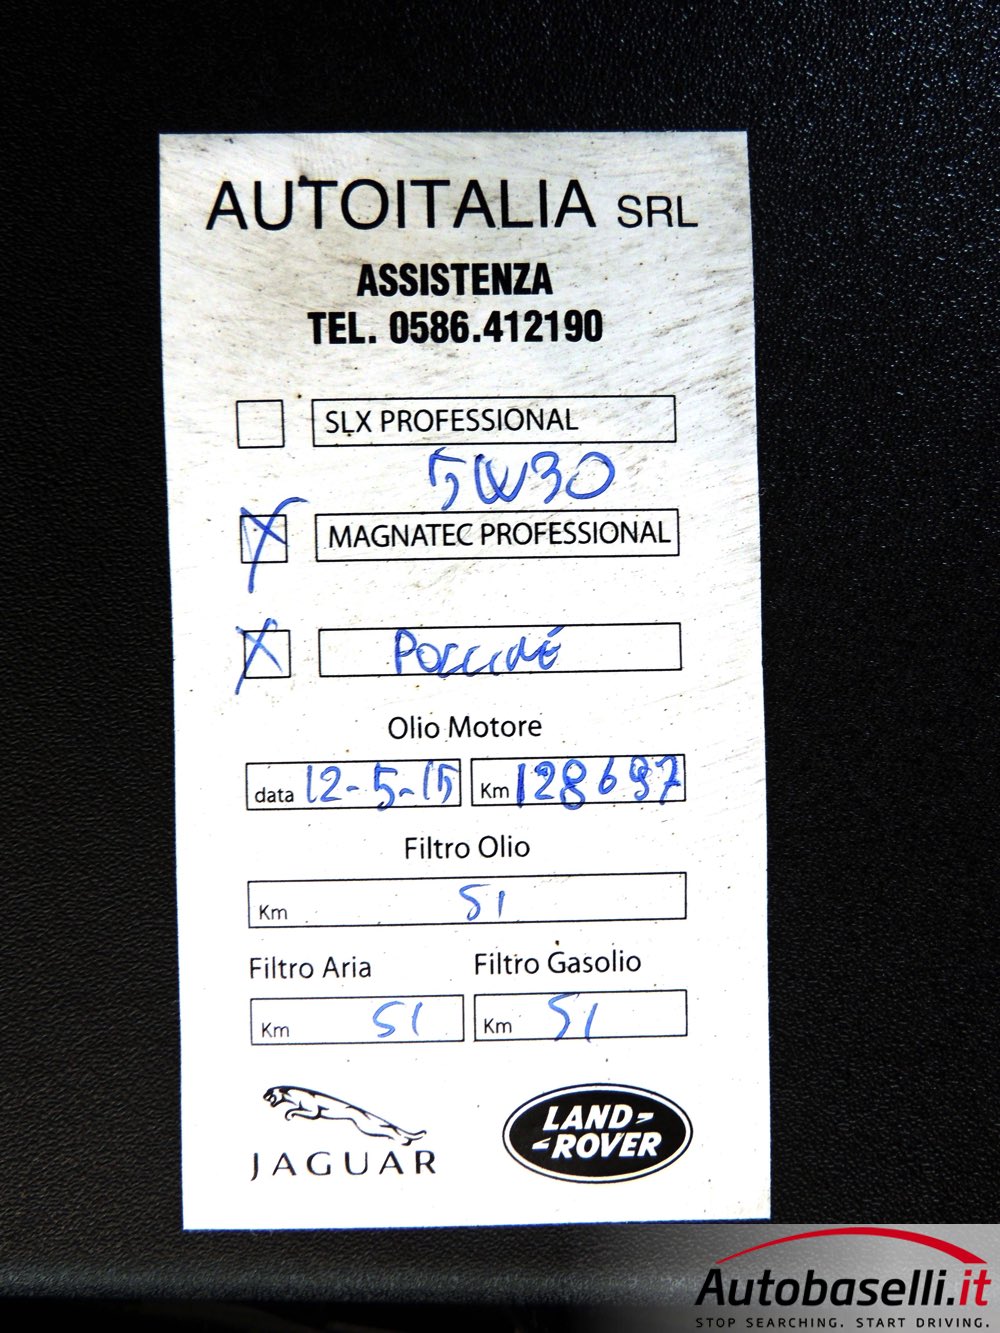 AUTOITALIA SRL
ASSISTENZA
TEL. 0586.412190
SLX PROFESSIONAL
5W30
MAGNATEC PROFESSIONAL
Olio Motore
data 12-5-15 Km 128697
Filtro Olio
Km SI
Filtro Aria Filtro Gasolio
Km SI Km SI
JAGUAR
LAND-
-ROVER
Autobaselli.it
STOP SEARCHING. START DRIVING.